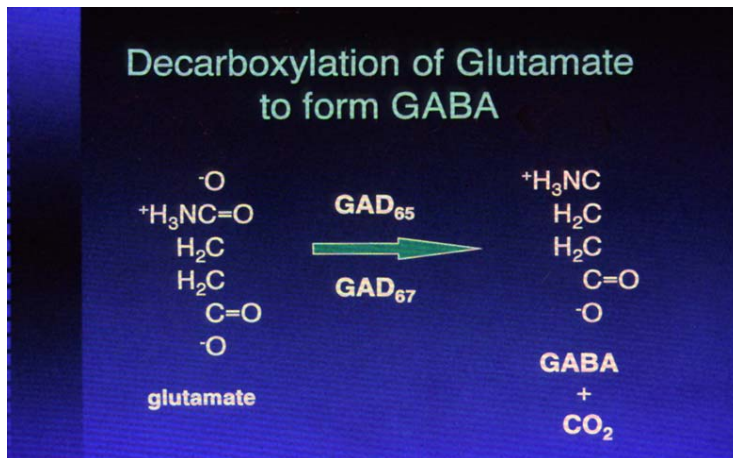 Decarboxylation of Glutamate
to form GABA
-O
+H3NC=O
H2C
H2C
C=O
-O
glutamate
GAD65
GAD67
+H3NC
H2C
H2C
C=O
-O
GABA
+
CO2